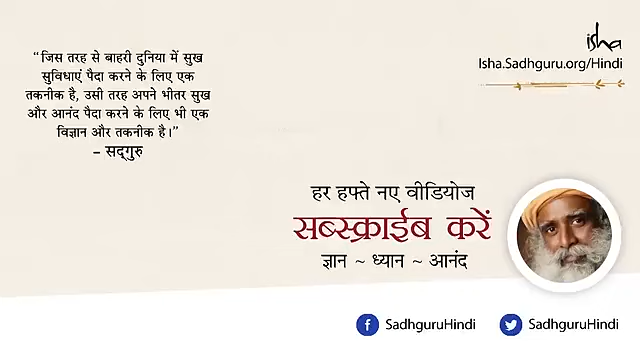 “जिस तरह से बाहरी दुनिया में सुख
सुविधाएं पैदा करने के लिए एक
तकनीक है, उसी तरह अपने भीतर सुख
और आनंद पैदा करने के लिए भी एक
विज्ञान और तकनीक है।”
– सद्‌गुरु
isha
Isha.Sadhguru.org/Hindi
हर हफ्ते नए वीडियोज
सब्स्क्राईब करें
ज्ञान ~ ध्यान ~ आनंद
SadhguruHindi
SadhguruHindi